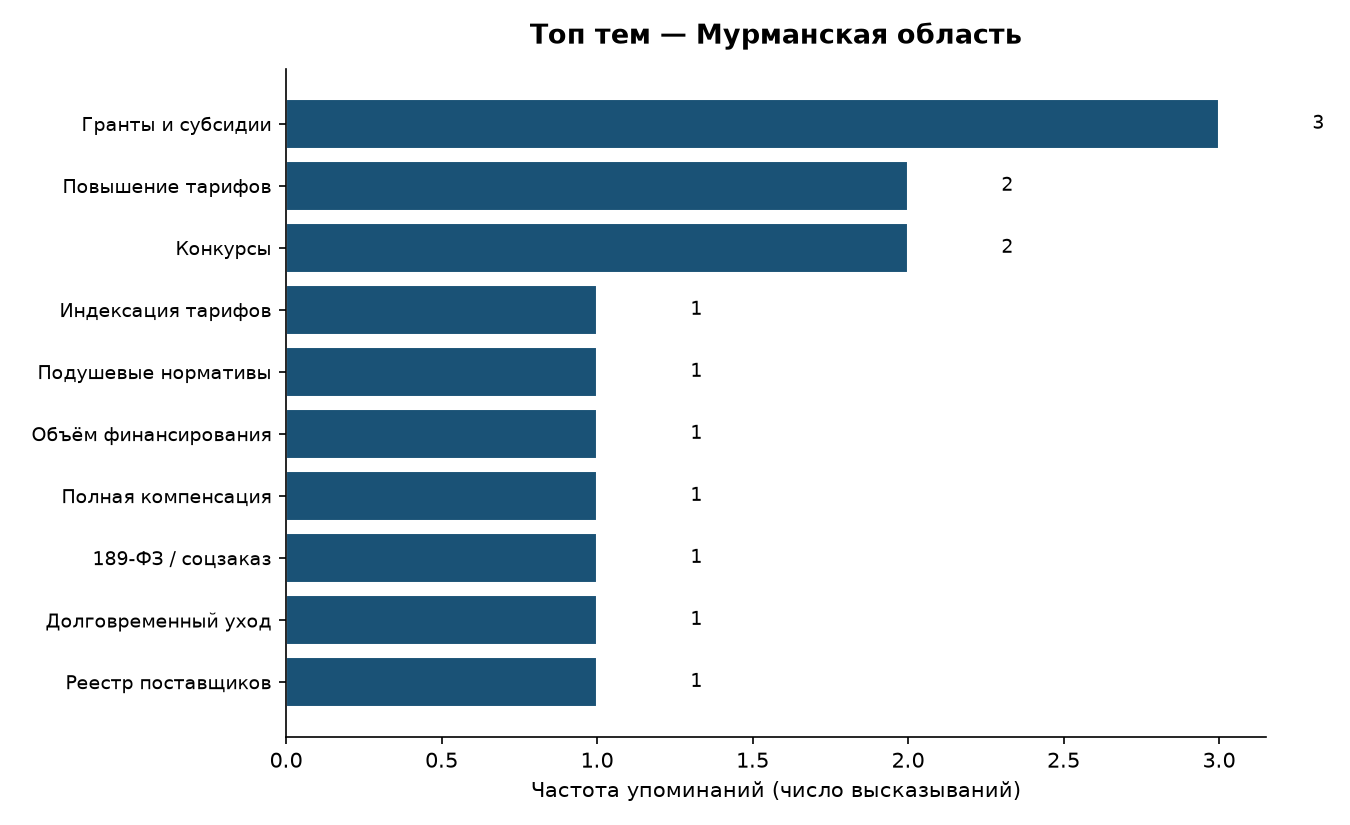 Топ тем — Мурманская область
Гранты и субсидии 3
Повышение тарифов 2
Конкурсы 2
Индексация тарифов 1
Подушевые нормативы 1
Объём финансирования 1
Полная компенсация 1
189-ФЗ / соцзаказ 1
Долговременный уход 1
Реестр поставщиков 1
0.0 0.5 1.0 1.5 2.0 2.5 3.0
Частота упоминаний (число высказываний)